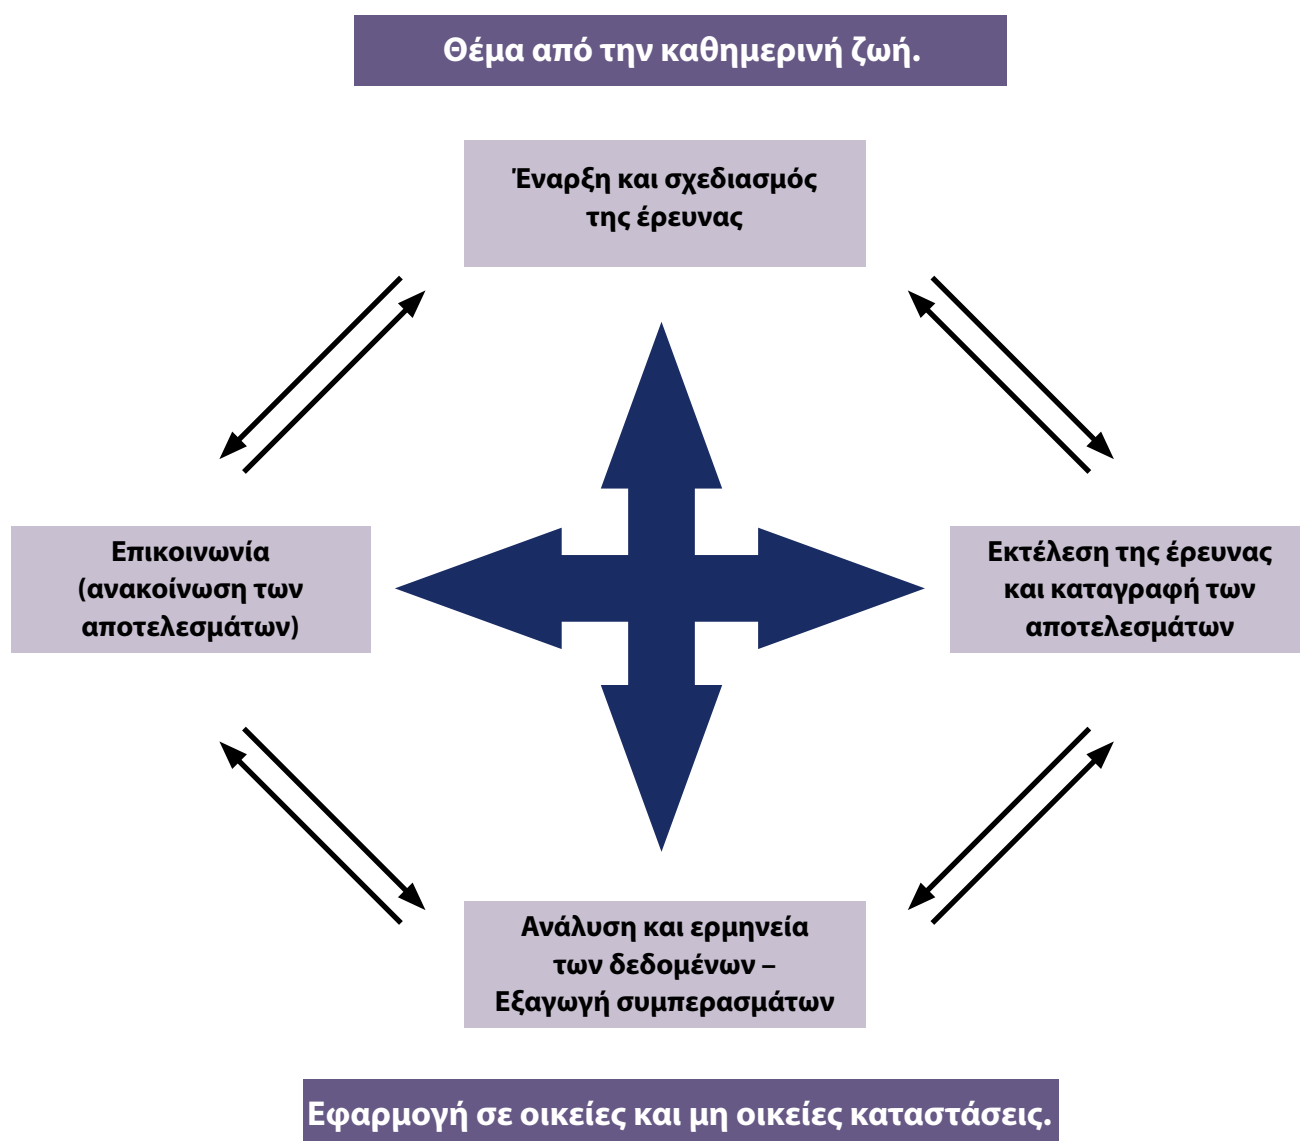 Θέμα από την καθημερινή ζωή.
Έναρξη και σχεδιασμός
της έρευνας
Επικοινωνία
(ανακοίνωση των
αποτελεσμάτων)
Εκτέλεση της έρευνας
και καταγραφή των
αποτελεσμάτων
Ανάλυση και ερμηνεία
των δεδομένων –
Εξαγωγή συμπερασμάτων
Εφαρμογή σε οικείες και μη οικείες καταστάσεις.